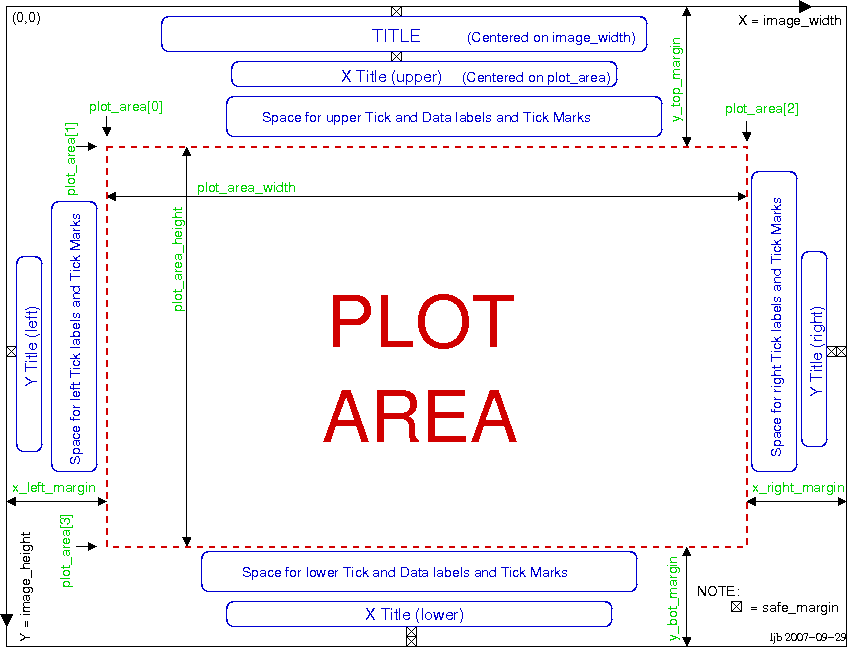 (0,0)
X = image_width
TITLE (Centered on image_width)
X Title (upper) (Centered on plot_area)
y_top_margin
plot_area[0]
plot_area[2]
Space for upper Tick and Data labels and Tick Marks
plot_area[1]
plot_area_width
plot_area_height
Y Title (left)
Space for left Tick labels and Tick Marks
PLOT
AREA
Space for right Tick labels and Tick Marks
Y Title (right)
x_left_margin
x_right_margin
plot_area[3]
Y = image_height
Space for lower Tick and Data labels and Tick Marks
X Title (lower)
y_bot_margin
NOTE:
= safe_margin
ljb 2007-09-29